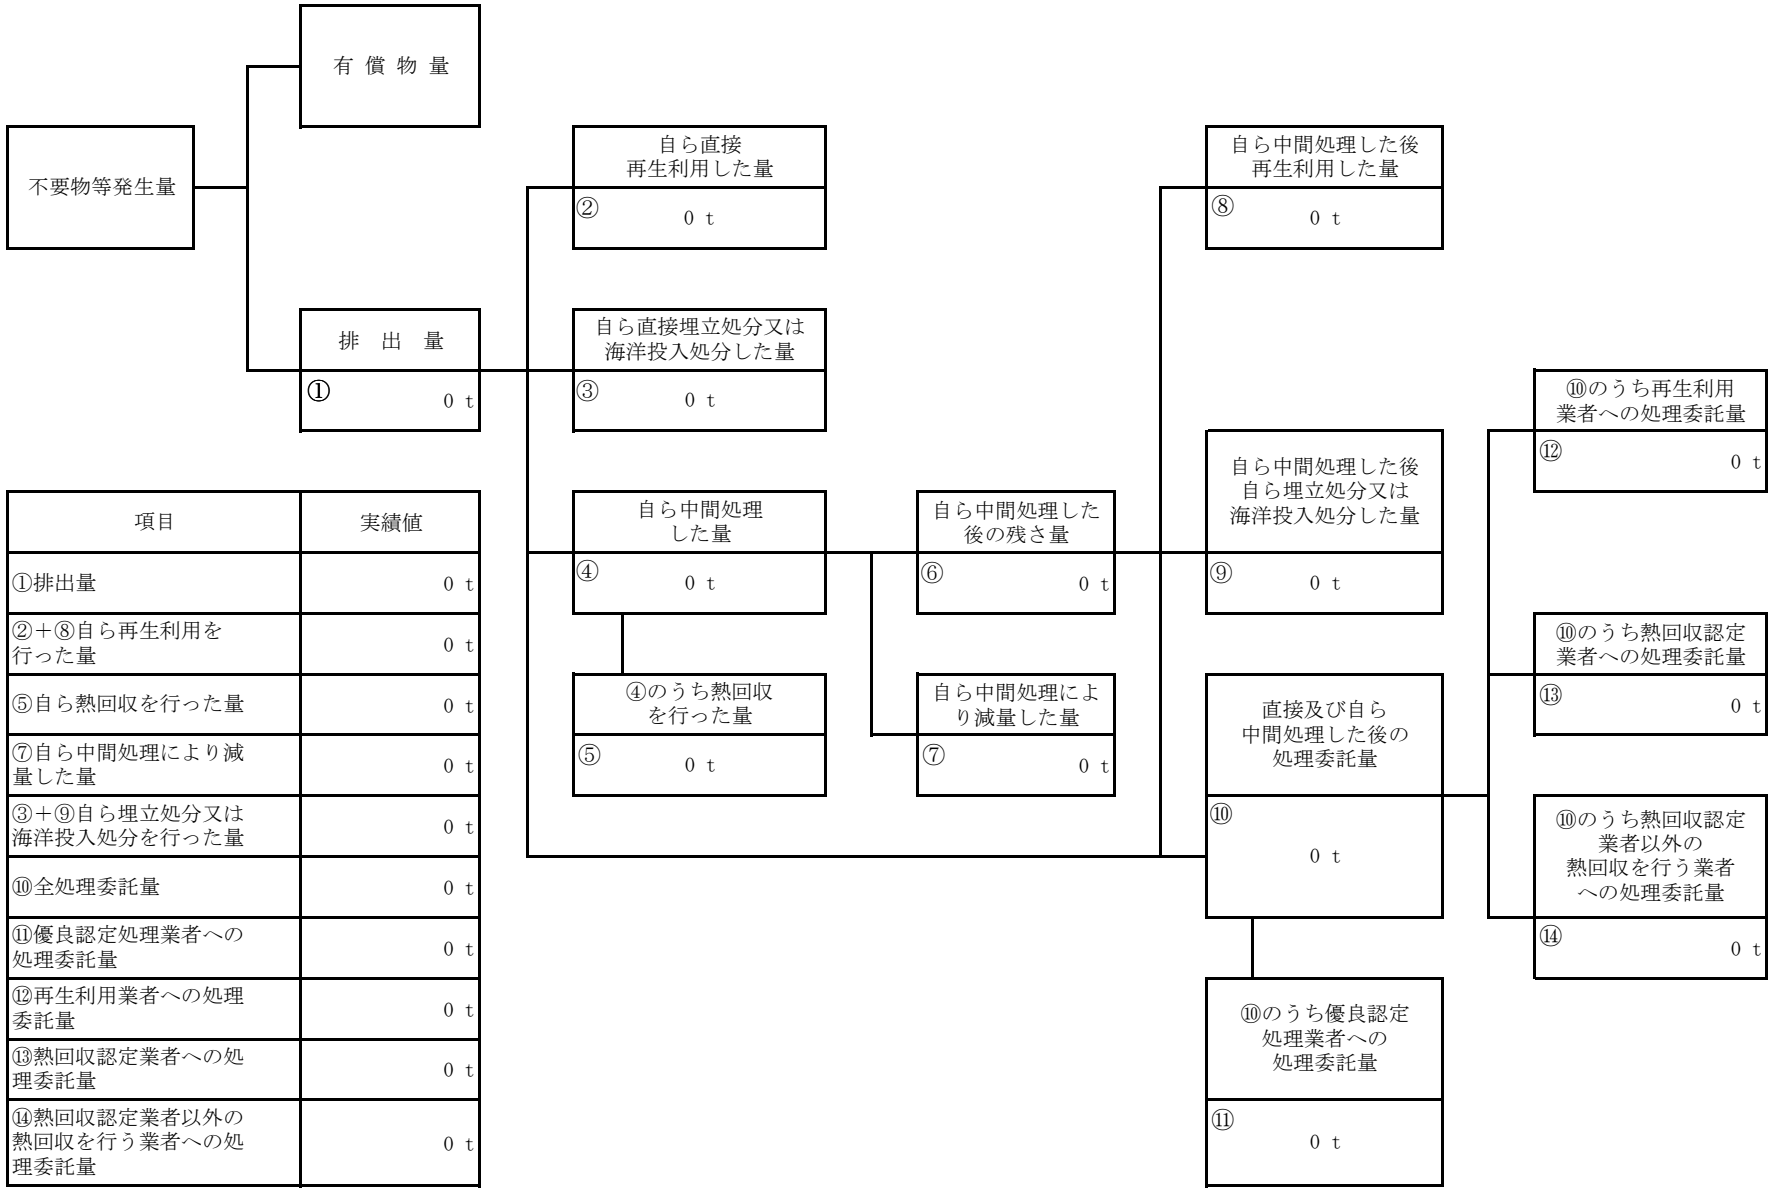 有 償 物 量
不要物等発生量
自ら直接
再生利用した量
②
0 t
自ら中間処理した後
再生利用した量
⑧
0 t
排 出 量
①
0 t
自ら直接埋立処分又は
海洋投入処分した量
③
0 t
⑩のうち再生利用
業者への処理委託量
⑫
0 t
自ら中間処理
した量
④
0 t
自ら中間処理した
後の残さ量
⑥
0 t
自ら中間処理した後
自ら埋立処分又は
海洋投入処分した量
⑨
0 t
⑩のうち熱回収認定
業者への処理委託量
⑬
0 t
④のうち熱回収
を行った量
⑤
0 t
自ら中間処理によ
り減量した量
⑦
0 t
直接及び自ら
中間処理した後の
処理委託量
⑩
0 t
⑩のうち熱回収認定
業者以外の
熱回収を行う業者
への処理委託量
⑭
0 t
⑩のうち優良認定
処理業者への
処理委託量
⑪
0 t
項目 実績値
①排出量 0 t
②＋⑧自ら再生利用を
行った量 0 t
⑤自ら熱回収を行った量 0 t
⑦自ら中間処理により減
量した量 0 t
③＋⑨自ら埋立処分又は
海洋投入処分を行った量 0 t
⑩全処理委託量 0 t
⑪優良認定処理業者への
処理委託量 0 t
⑫再生利用業者への処理
委託量 0 t
⑬熱回収認定業者への処
理委託量 0 t
⑭熱回収認定業者以外の
熱回収を行う業者への処
理委託量 0 t